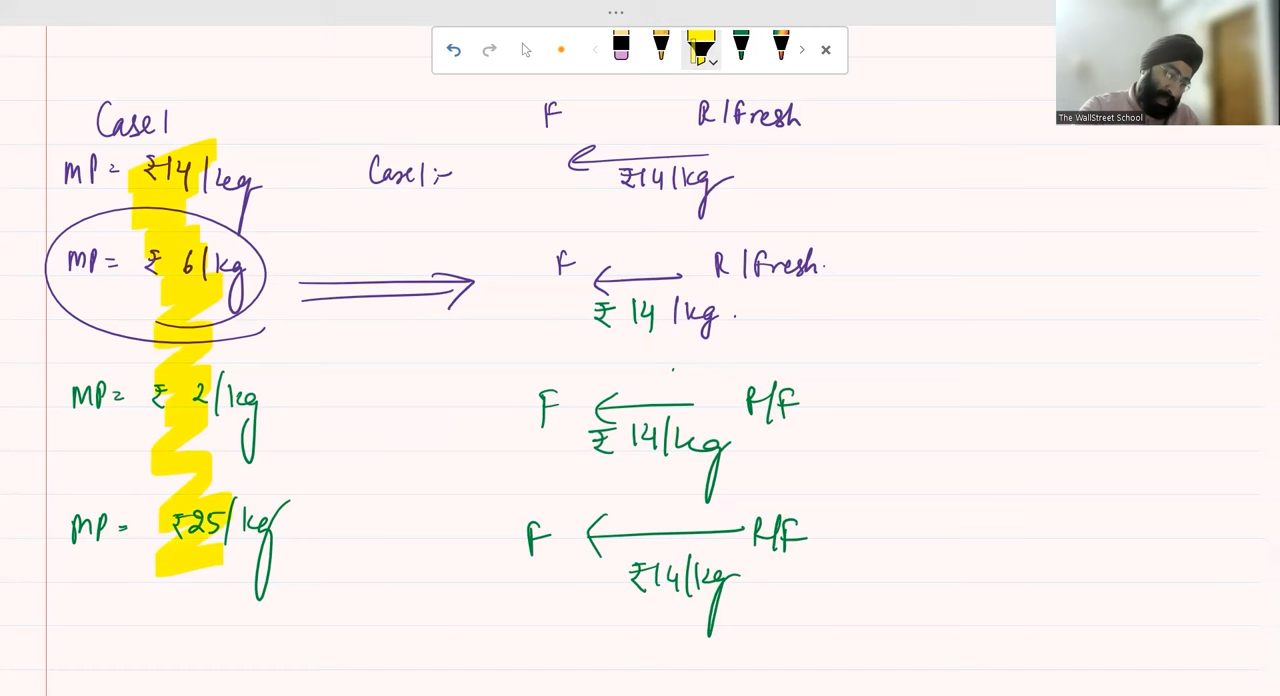 The WallStreet School
Case 1 F R/Fresh
MP = ₹14/kg Case 1:- ₹14/kg
MP = ₹ 6/kg F R/Fresh.
₹ 14/kg.
MP = ₹ 2/kg F R/F
₹ 14/kg
MP = ₹25/kg F R/F
₹14/kg